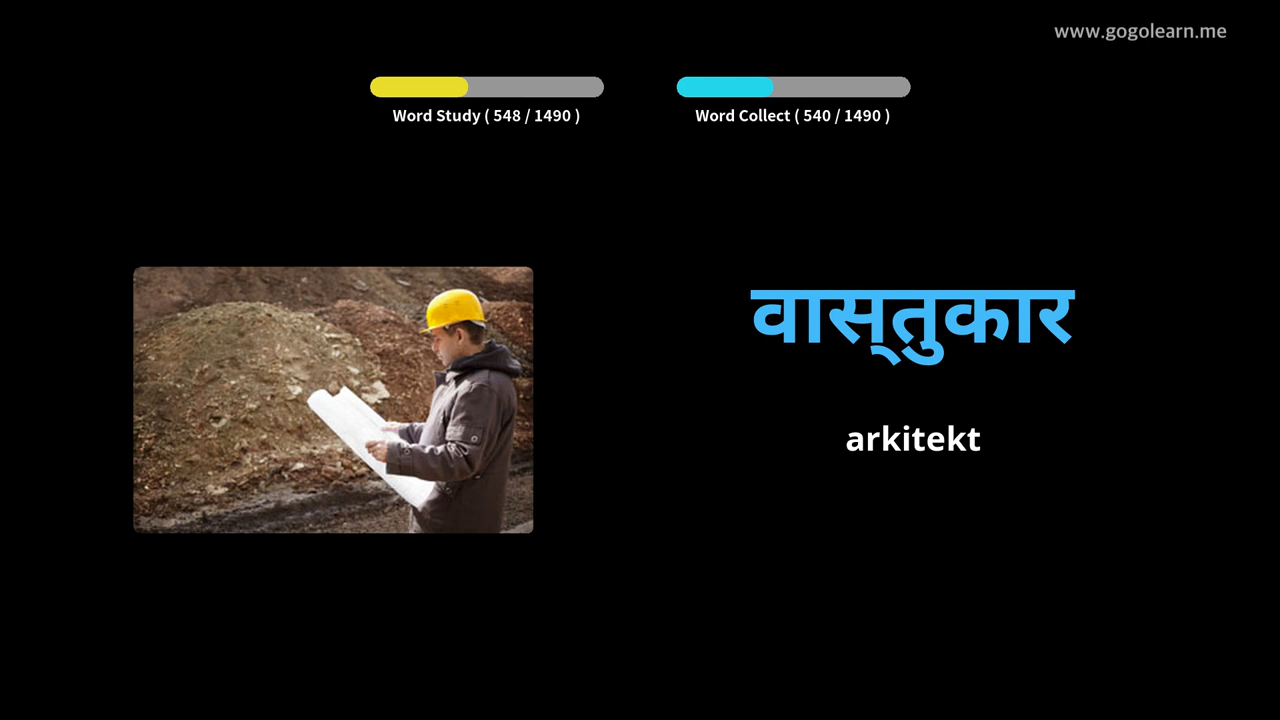 www.gogolearn.me
Word Study ( 548 / 1490 )
Word Collect ( 540 / 1490 )
वास्‌तुकार
arkitekt